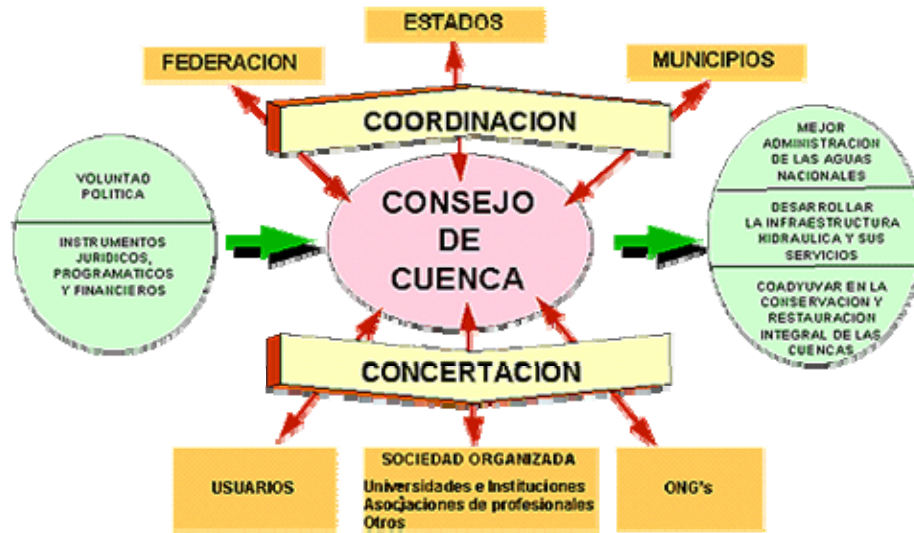 ESTADOS
FEDERACION
MUNICIPIOS
COORDINACION
VOLUNTAD
POLITICA
INSTRUMENTOS
JURIDICOS,
PROGRAMATICOS
Y FINANCIEROS
CONSEJO
DE
CUENCA
MEJOR
ADMINISTRACION
DE LAS AGUAS
NACIONALES
DESARROLLAR
LA INFRAESTRUCTURA
HIDRAULICA Y SUS
SERVICIOS
COADYUVAR EN LA
CONSERVACION Y
RESTAURACION
INTEGRAL DE LAS
CUENCAS
CONCERTACION
USUARIOS
SOCIEDAD ORGANIZADA
Universidades e Instituciones
Asociaciones de profesionales
Otros
ONG's